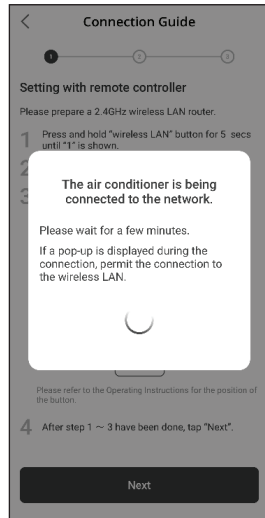 Connection Guide
1
2
3
Setting with remote controller
Please prepare a 2.4GHz wireless LAN router.
1 Press and hold “wireless LAN” button for 5 secs
until “1” is shown.
2
3
The air conditioner is being
connected to the network.
Please wait for a few minutes.
If a pop-up is displayed during the
connection, permit the connection to
the wireless LAN.
Please refer to the Operating Instructions for the position of
the button.
4 After step 1 ～ 3 have been done, tap “Next”.
Next